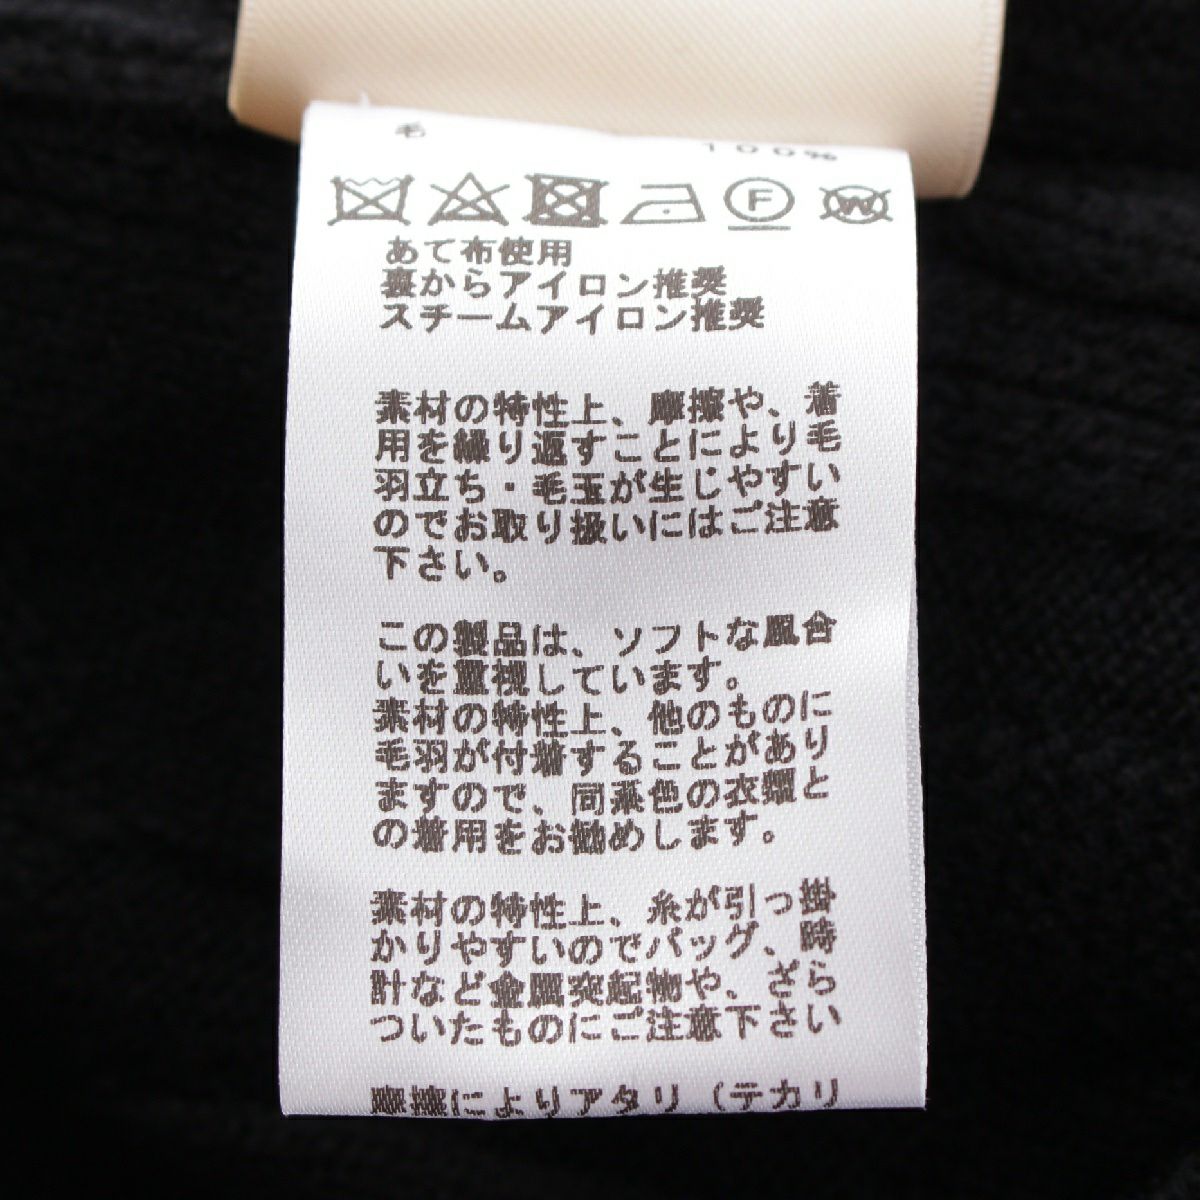 毛 100%
F W
あて布使用
裏からアイロン推奨
スチームアイロン推奨
素材の特性上、摩擦や、着
用を繰り返すことにより毛
羽立ち・毛玉が生じやすい
のでお取り扱いにはご注意
下さい。
この製品は、ソフトな風合
いを重視しています。
素材の特性上、他のものに
毛羽が付着することがあり
ますので、同系色の衣類と
の着用をお勧めします。
素材の特性上、糸が引っ掛
かりやすいのでバッグ、時
計など金属突起物や、ざら
ついたものにご注意下さい
摩擦によりアタリ(テカリ